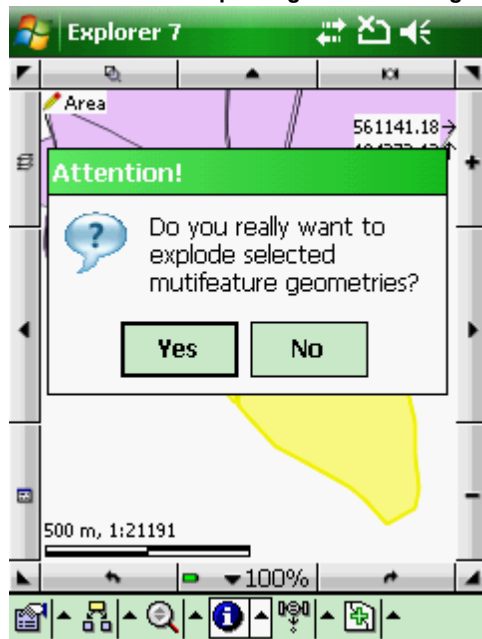 Explorer 7
Area
561141.18
Attention!
Do you really want to
explode selected
mutifeature geometries?
Yes
No
500 m, 1:21191
100%